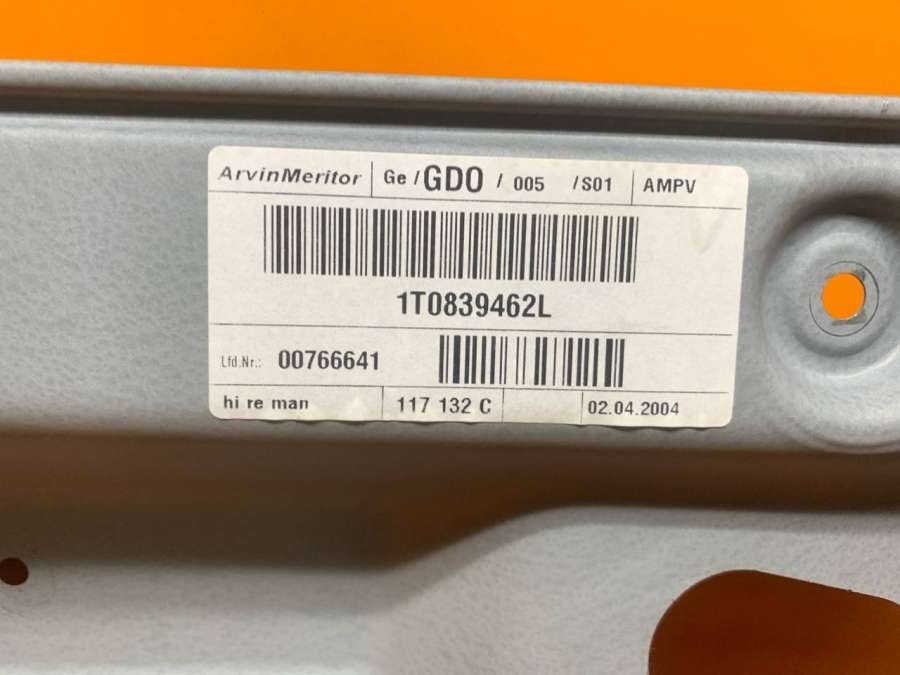 ArvinMeritor Ge /GDO / 005 /S01 AMPV
1T0839462L
Lfd.Nr.: 00766641
hi re man 117 132 C 02.04.2004